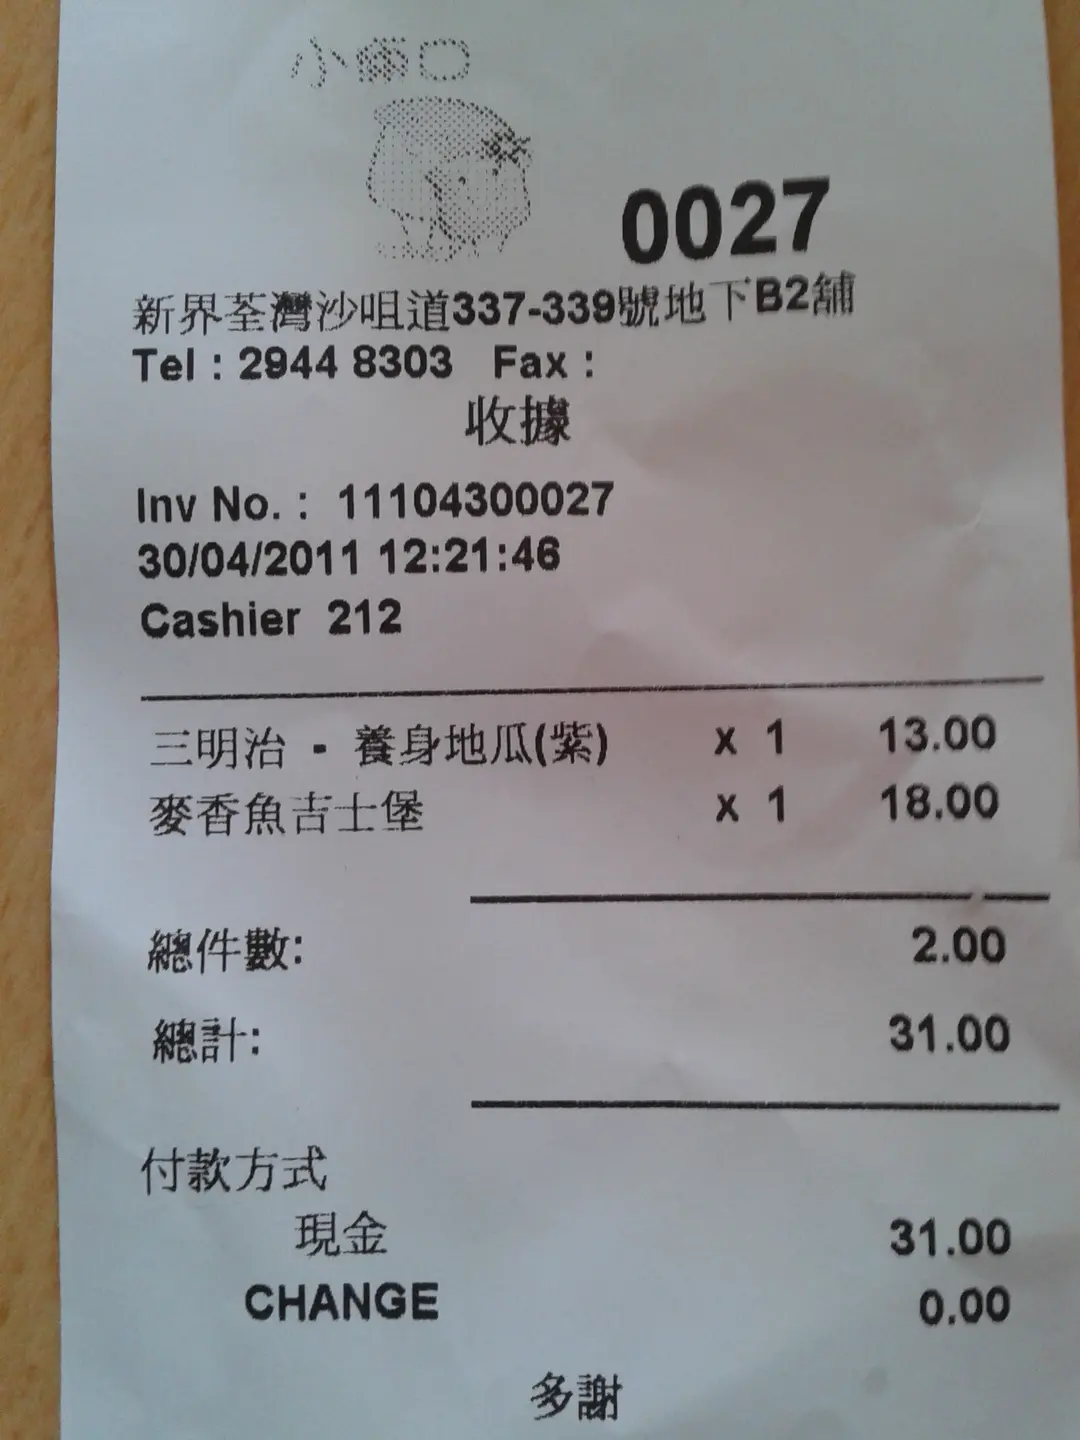 0027
新界荃灣沙咀道337-339號地下B2舖
Tel : 2944 8303 Fax :
收據
Inv No. : 11104300027
30/04/2011 12:21:46
Cashier 212
三明治 - 養身地瓜(紫) x 1 13.00
麥香魚吉士堡 x 1 18.00
總件數: 2.00
總計: 31.00
付款方式
現金 31.00
CHANGE 0.00
多謝